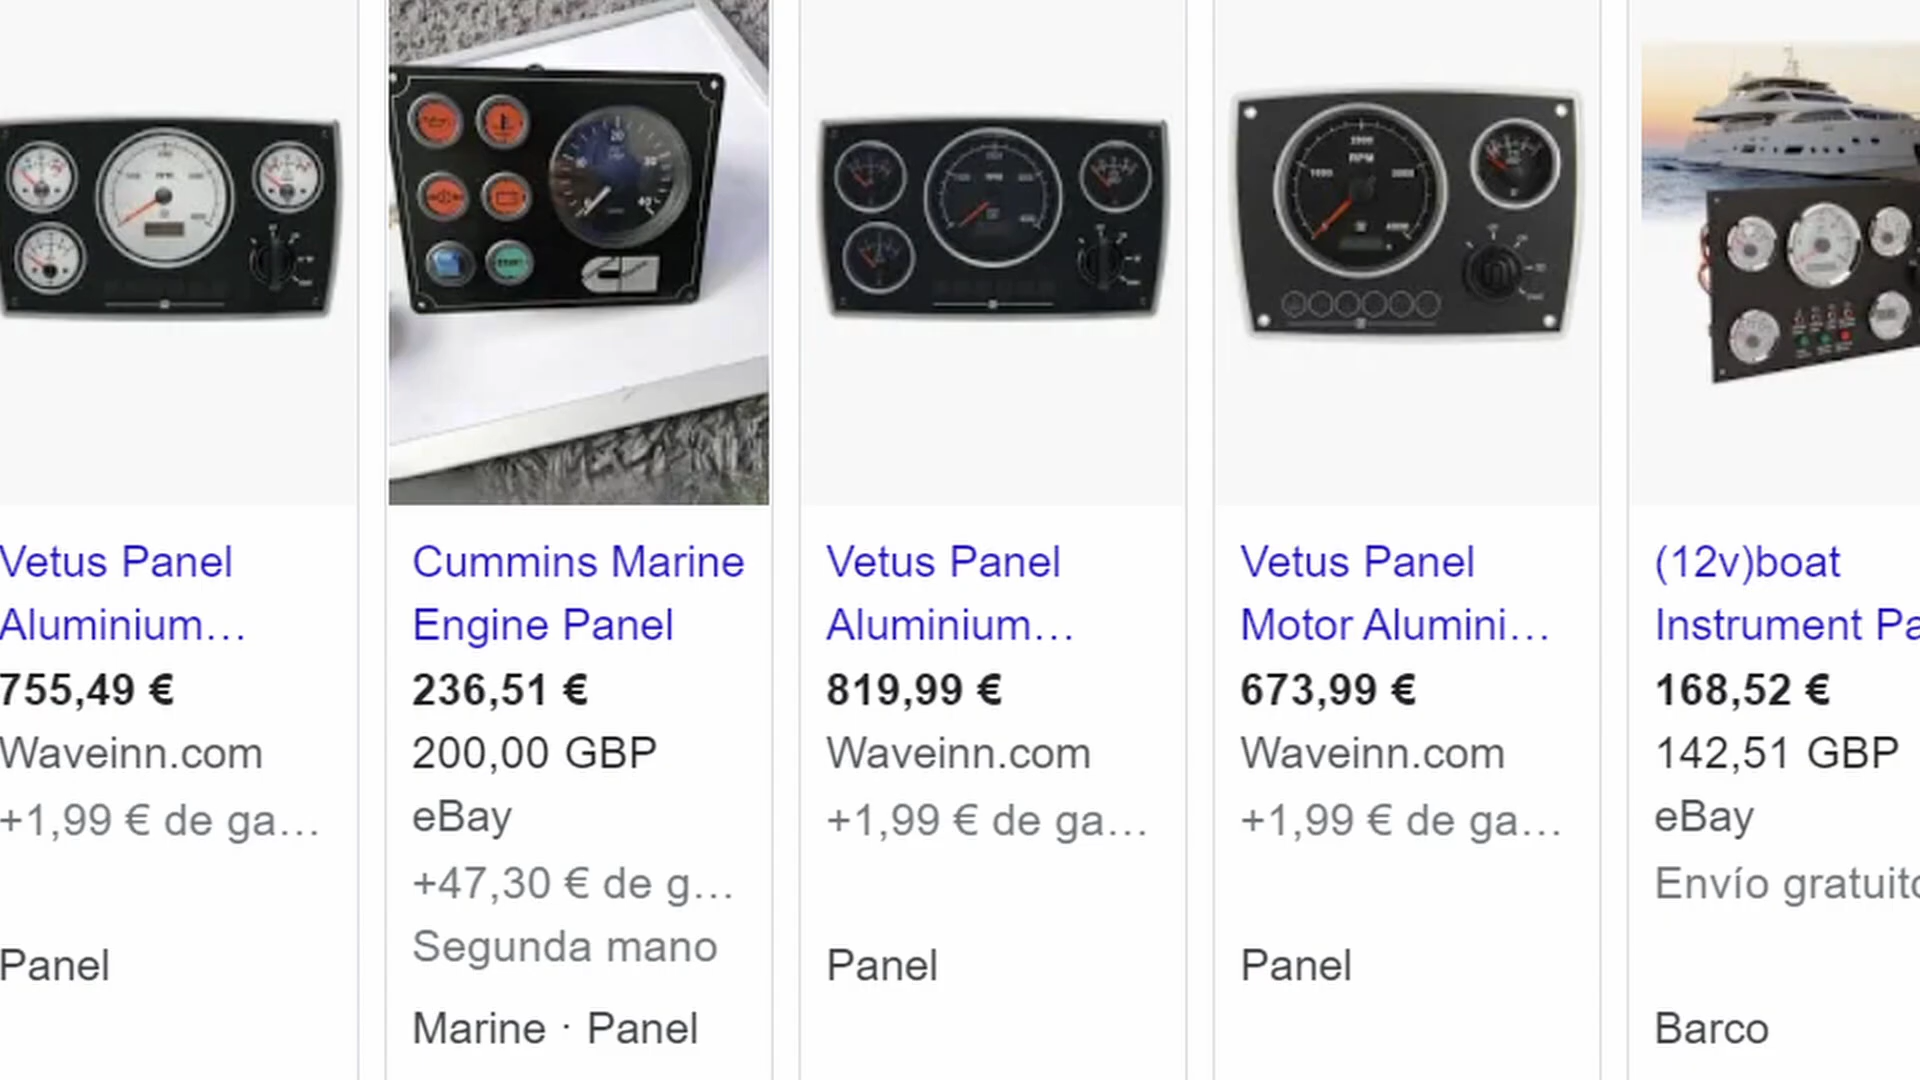 Vetus Panel
Aluminium...
755,49 €
Waveinn.com
+1,99 € de ga...
Panel
Cummins Marine
Engine Panel
236,51 €
200,00 GBP
eBay
+47,30 € de g...
Segunda mano
Marine · Panel
Vetus Panel
Aluminium...
819,99 €
Waveinn.com
+1,99 € de ga...
Panel
Vetus Panel
Motor Alumini...
673,99 €
Waveinn.com
+1,99 € de ga...
Panel
(12v)boat
Instrument Pa
168,52 €
142,51 GBP
eBay
Envío gratuito
Barco